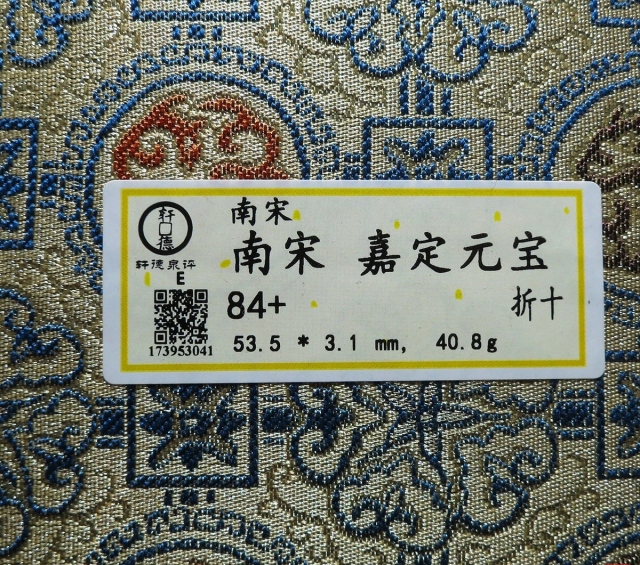 轩德
轩德泉评
E
173953041
南宋
南宋 嘉定元宝
84+
折十
53.5 * 3.1 mm, 40.8g